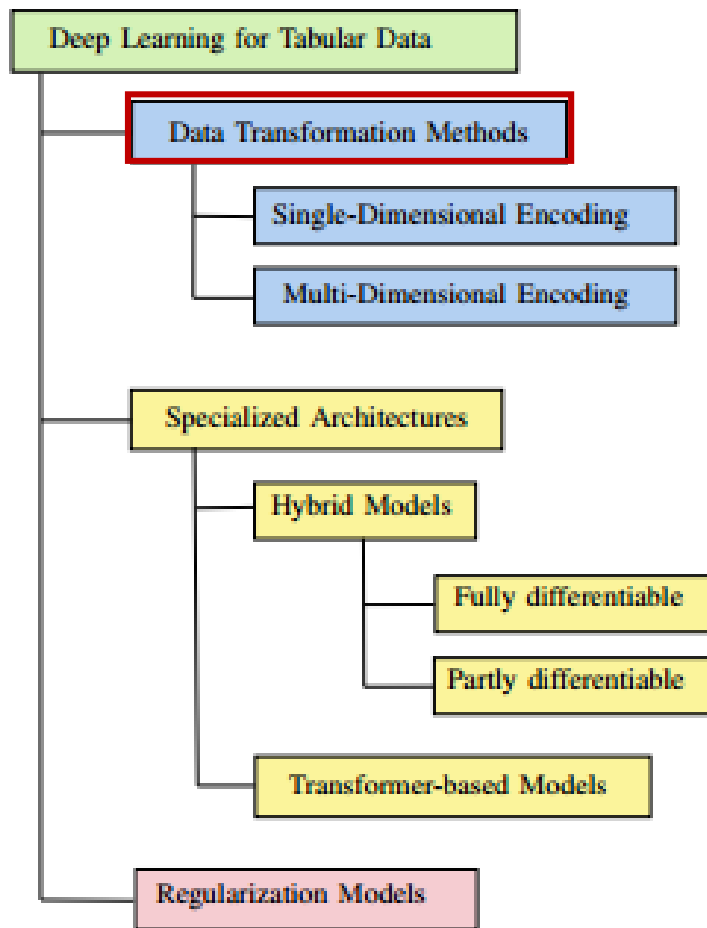 Deep Learning for Tabular Data
Data Transformation Methods
Single-Dimensional Encoding
Multi-Dimensional Encoding
Specialized Architectures
Hybrid Models
Fully differentiable
Partly differentiable
Transformer-based Models
Regularization Models